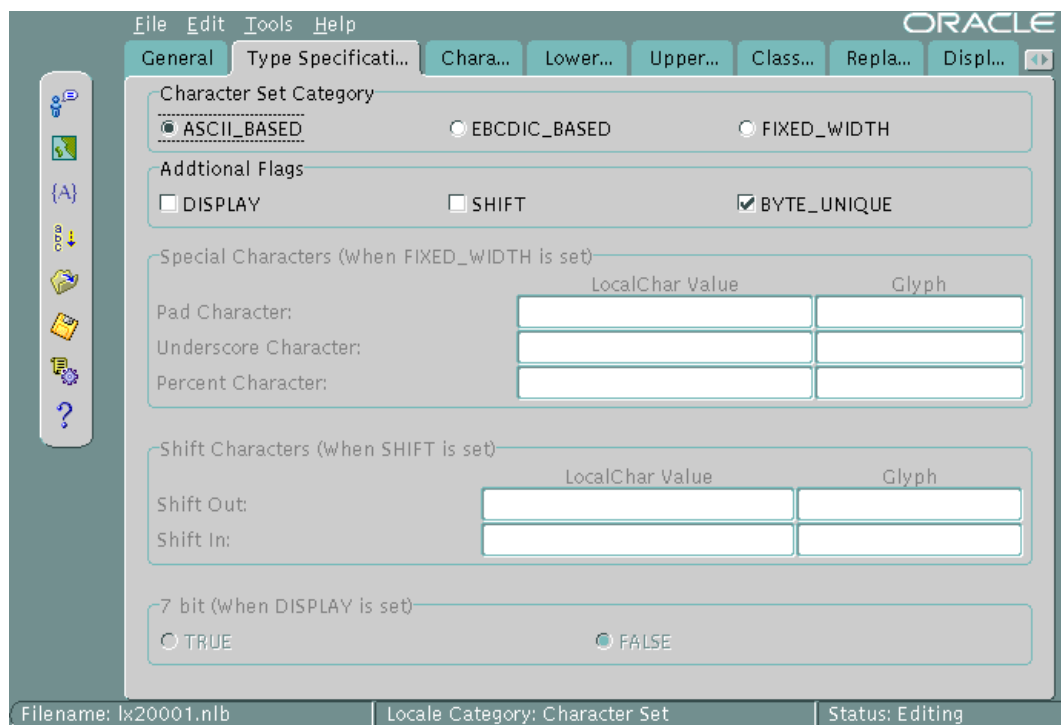 File Edit Tools Help
ORACLE
General Type Specificati... Chara... Lower... Upper... Class... Repla... Displ...
Character Set Category
ASCII_BASED EBCDIC_BASED FIXED_WIDTH
Addtional Flags
DISPLAY SHIFT BYTE_UNIQUE
Special Characters (When FIXED_WIDTH is set)
LocalChar Value Glyph
Pad Character:
Underscore Character:
Percent Character:
Shift Characters (When SHIFT is set)
LocalChar Value Glyph
Shift Out:
Shift In:
7 bit (When DISPLAY is set)
TRUE FALSE
{A}
a
b
c
?
Filename: lx20001.nlb Locale Category: Character Set Status: Editing